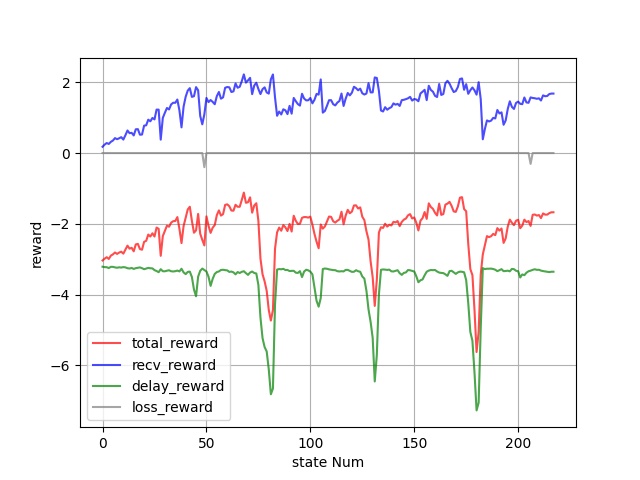 2
0
−2
−4
−6
reward
total_reward
recv_reward
delay_reward
loss_reward
0 50 100 150 200
state Num